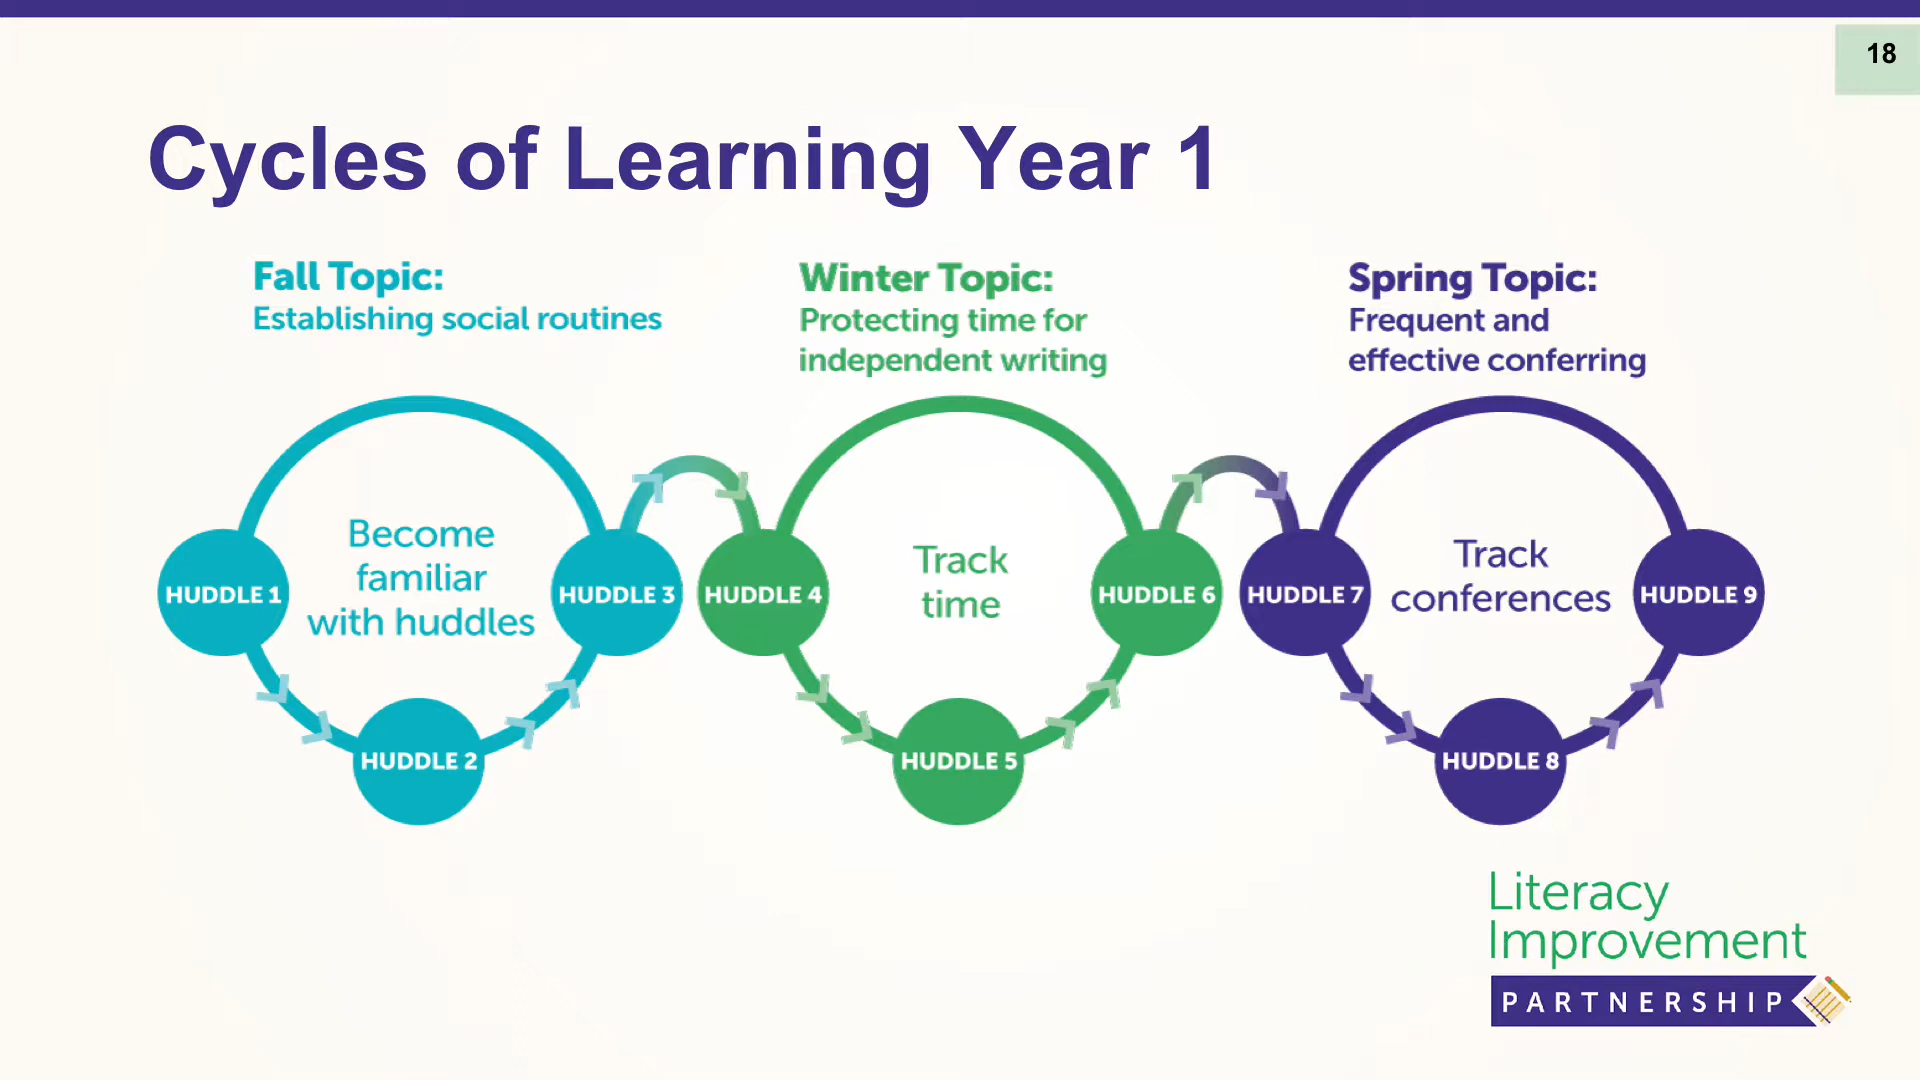 18
Cycles of Learning Year 1
Fall Topic:
Establishing social routines
Winter Topic:
Protecting time for
independent writing
Spring Topic:
Frequent and
effective conferring
Become
familiar
with huddles
HUDDLE 1
HUDDLE 2
HUDDLE 3
Track
time
HUDDLE 4
HUDDLE 5
HUDDLE 6
Track
conferences
HUDDLE 7
HUDDLE 8
HUDDLE 9
Literacy
Improvement
PARTNERSHIP